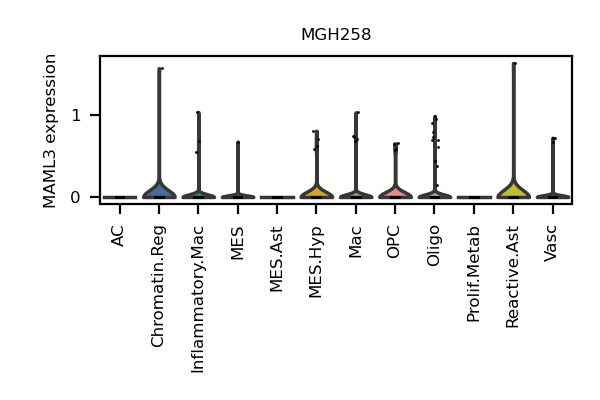 MGH258
MAML3 expression
1
0
AC
Chromatin.Reg
Inflammatory.Mac
MES
MES.Ast
MES.Hyp
Mac
OPC
Oligo
Prolif.Metab
Reactive.Ast
Vasc